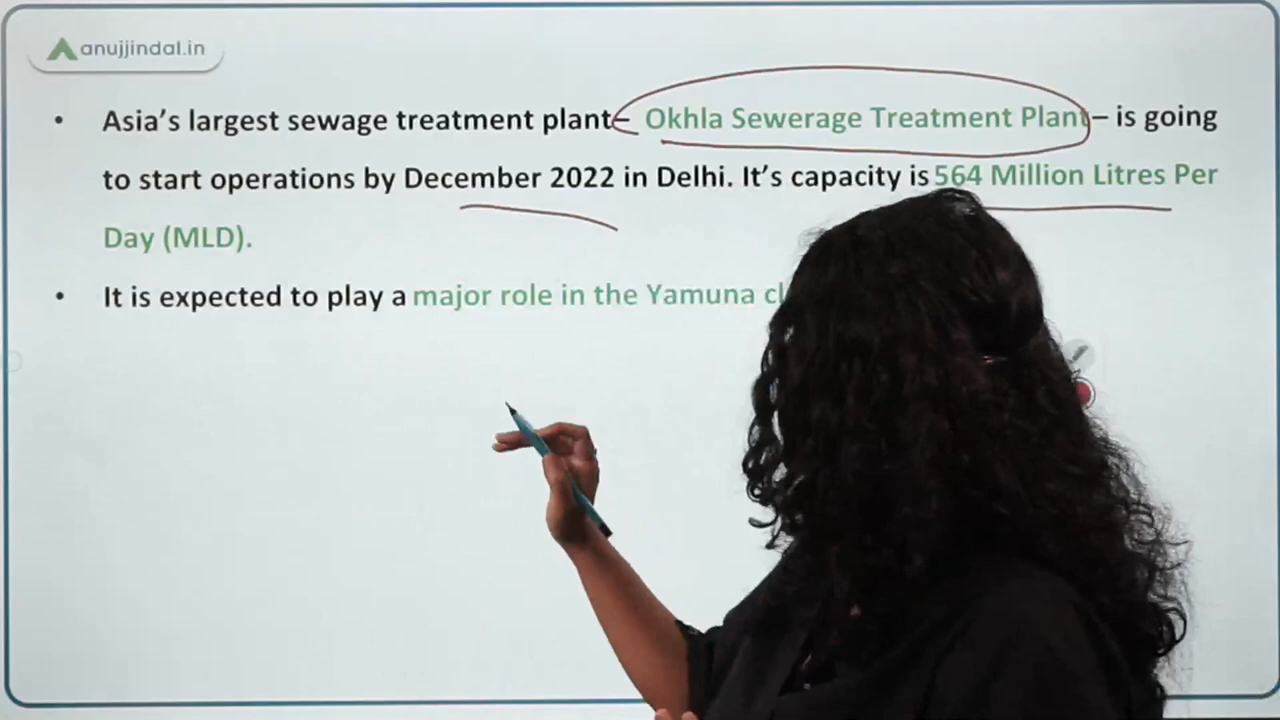 anujjindal.in
• Asia’s largest sewage treatment plant– Okhla Sewerage Treatment Plant – is going
to start operations by December 2022 in Delhi. It’s capacity is 564 Million Litres Per
Day (MLD).
• It is expected to play a major role in the Yamuna